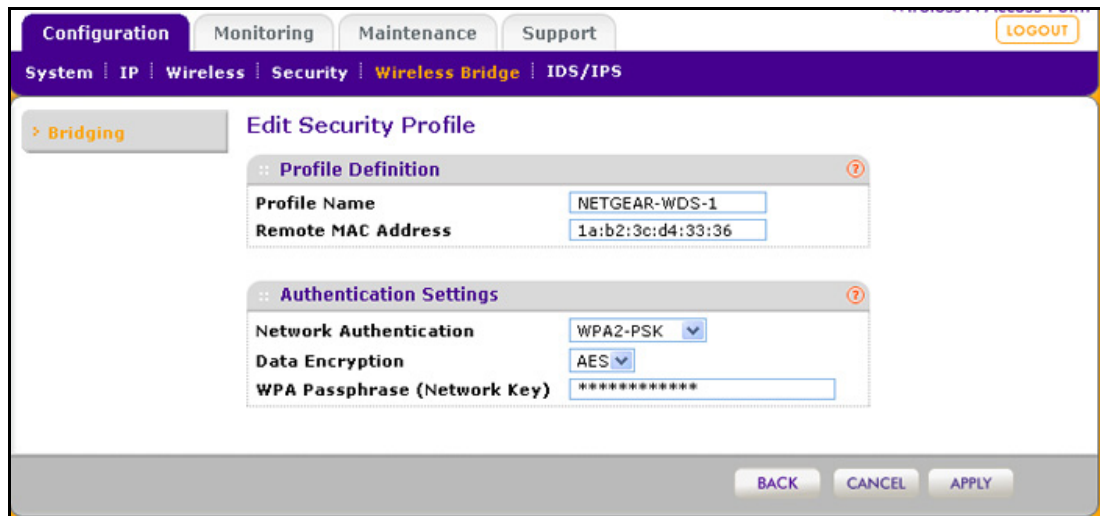 Configuration Monitoring Maintenance Support LOGOUT
System IP Wireless Security Wireless Bridge IDS/IPS
> Bridging
Edit Security Profile
:: Profile Definition ?
Profile Name NETGEAR-WDS-1
Remote MAC Address 1a:b2:3c:d4:33:36
:: Authentication Settings ?
Network Authentication WPA2-PSK
Data Encryption AES
WPA Passphrase (Network Key) ************
BACK CANCEL APPLY